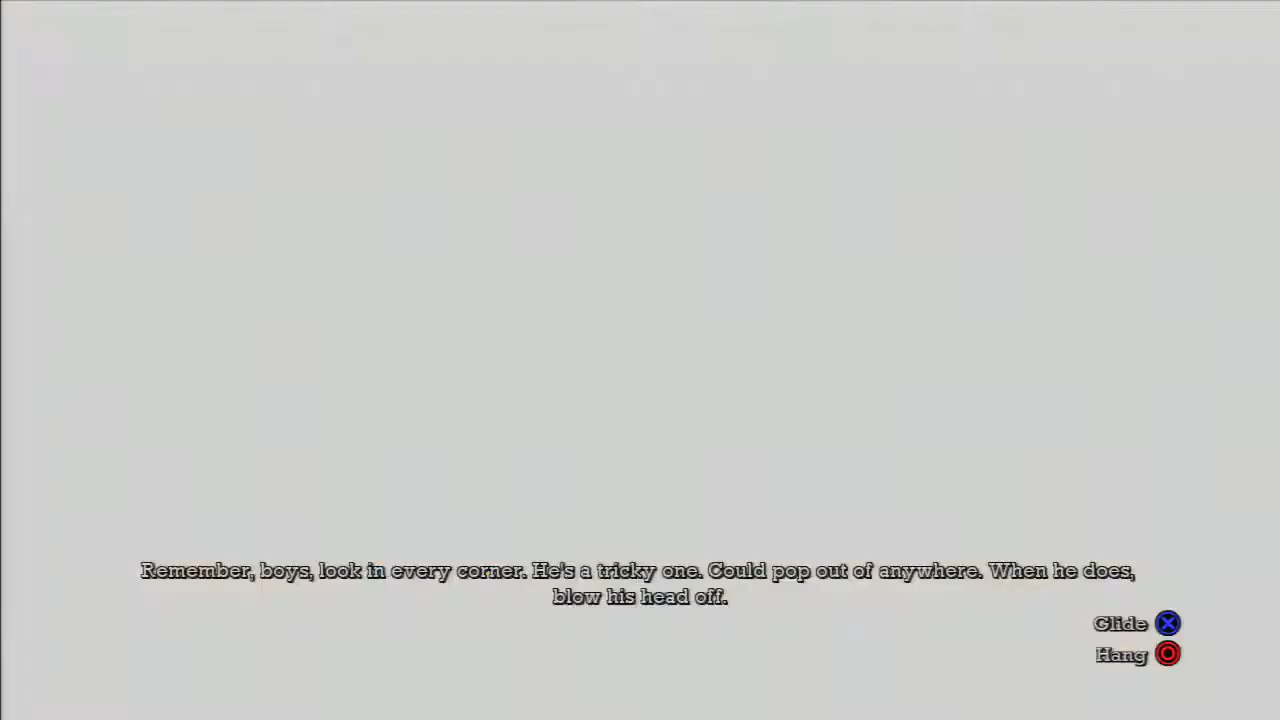 Remember, boys, look in every corner. He's a tricky one. Could pop out of anywhere. When he does,
blow his head off.
Glide
Hang